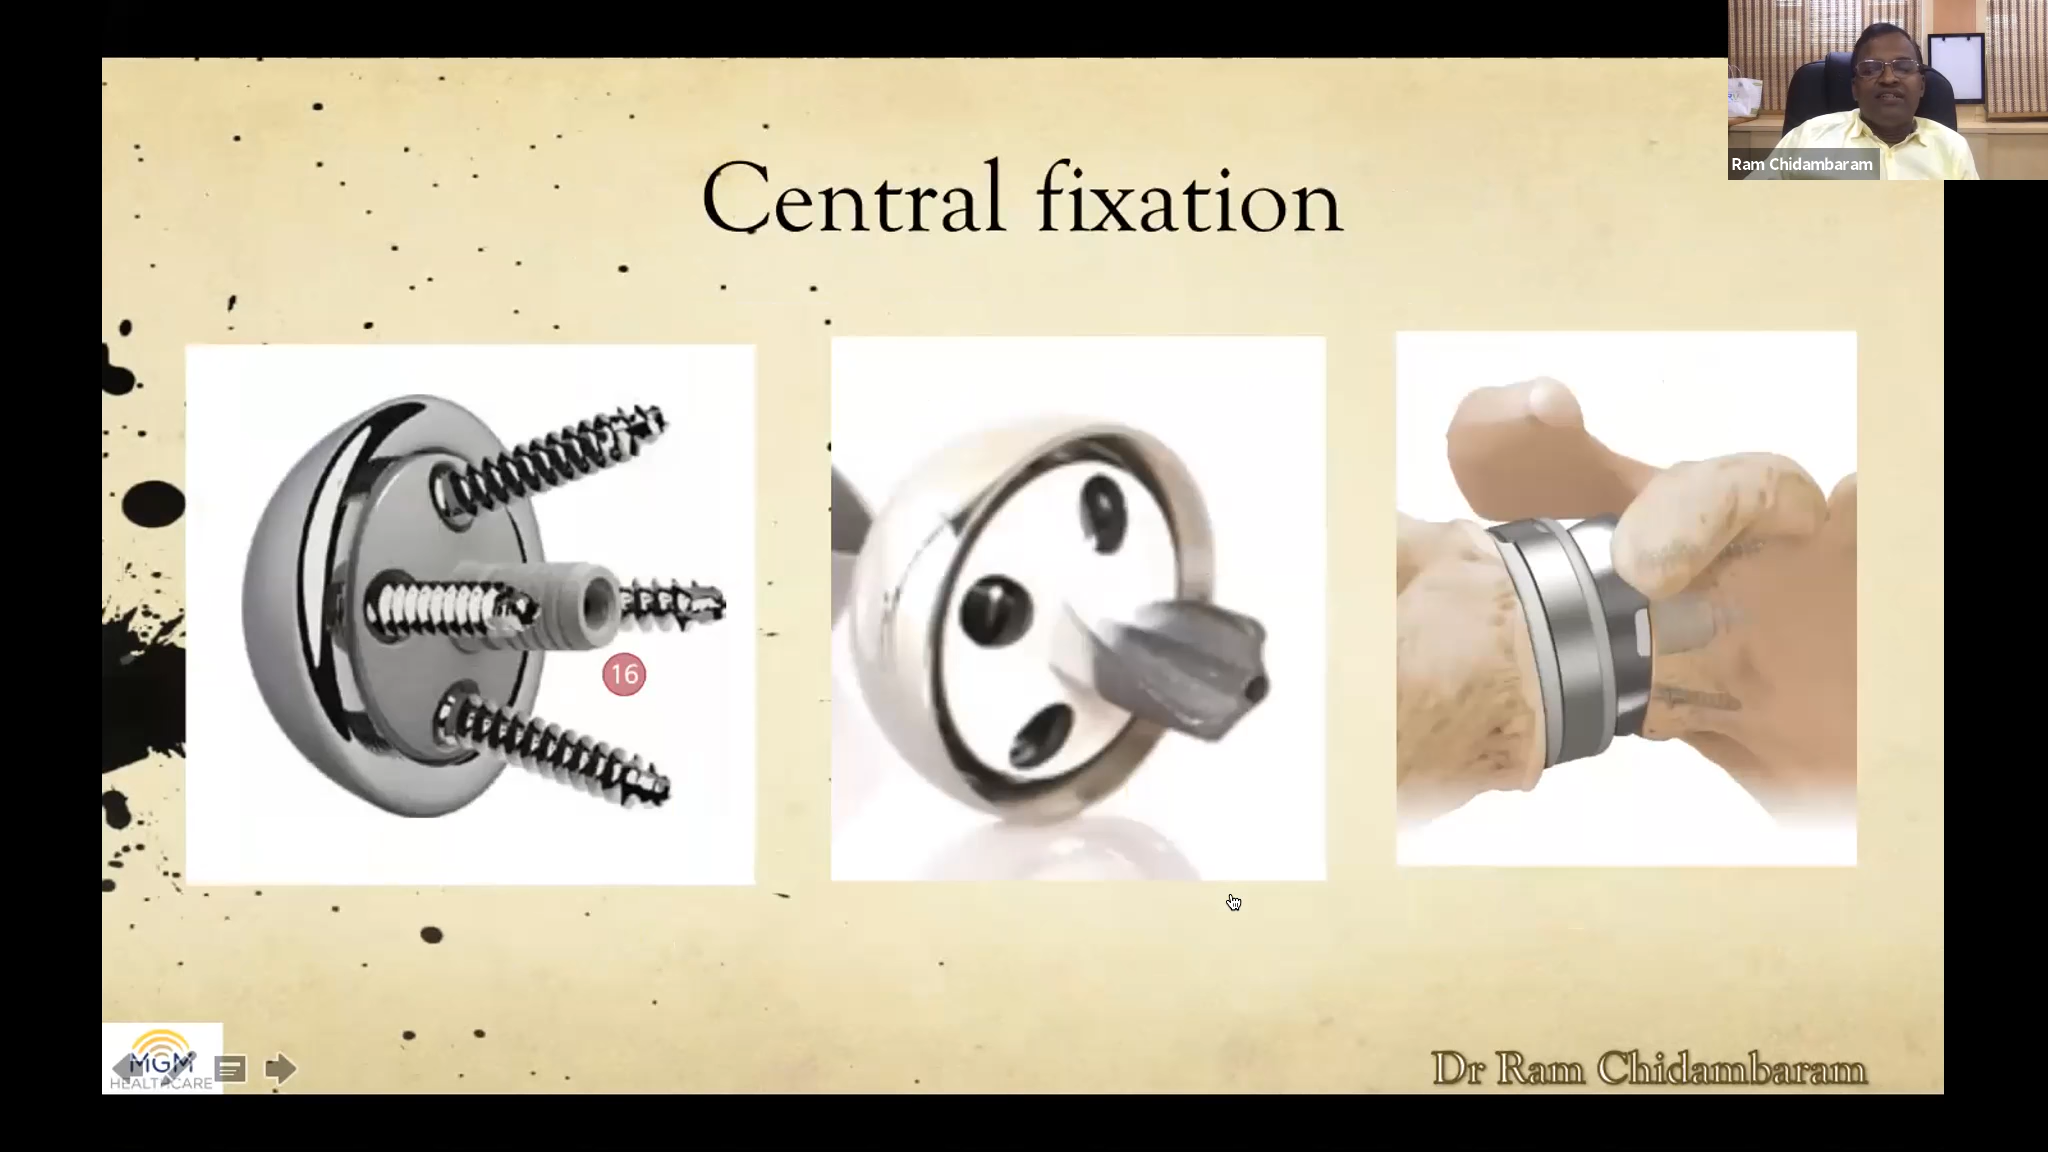 Ram Chidambaram
Central fixation
16
MGM
HEALTHCARE
Dr Ram Chidambaram